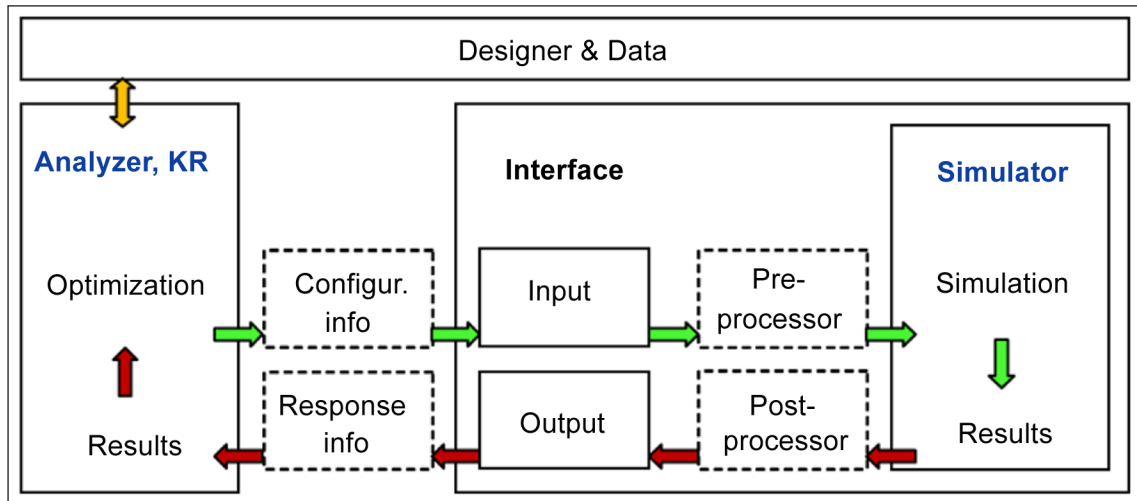 Designer & Data
Analyzer, KR
Interface
Simulator
Optimization
Configur.
info
Input
Pre-
processor
Simulation
Response
info
Output
Post-
processor
Results
Results